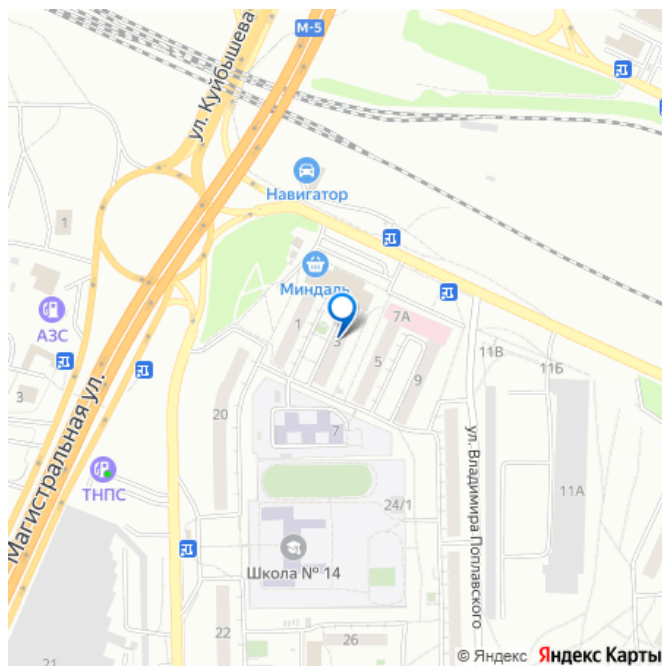 М-5
ул. Куйбышева
Навигатор
1
Миндаль
АЗС
7А
1
3
5
9
11В
11Б
3
20
Магистральная ул.
7
ул. Владимира Поплавского
ТНПС
24/1
11А
Школа № 14
22
26
21
© Яндекс Яндекс Карты